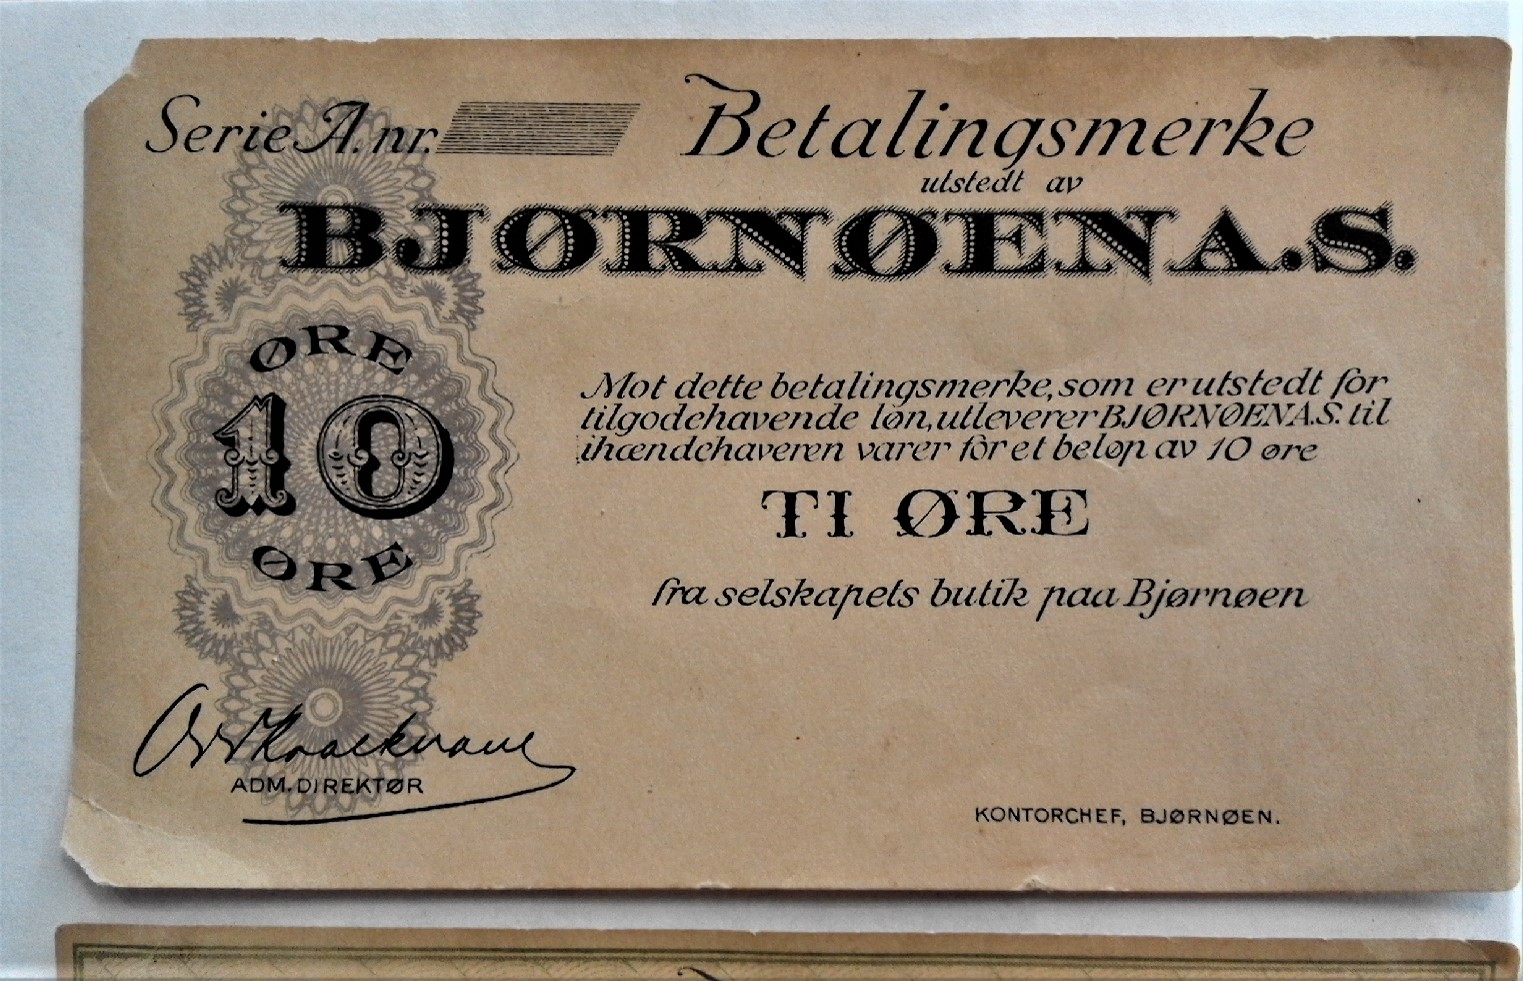 Serie A. nr.
Betalingsmerke
utstedt av
BJØRNØEN A.S.
ØRE
10
ØRE
Mot dette betalingsmerke, som er utstedt for
tilgodehavende løn, utleverer BJØRNØEN A.S. til
ihændehaveren varer for et beløp av 10 øre
TI ØRE
fra selskapets butik paa Bjørnøen
ADM. DIREKTØR
KONTORCHEF, BJØRNØEN.